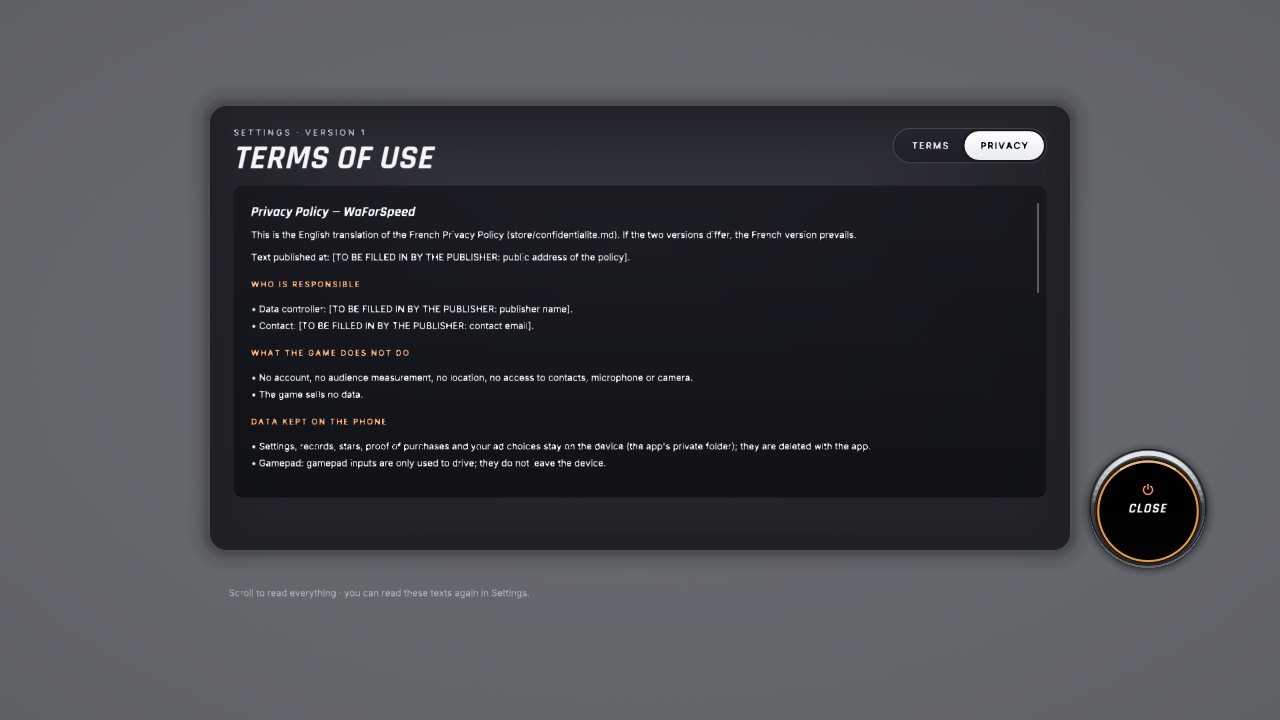 SETTINGS · VERSION 1
TERMS OF USE
TERMS
PRIVACY
Privacy Policy — WaForSpeed
This is the English translation of the French Privacy Policy (store/confidentialite.md). If the two versions differ, the French version prevails.
Text published at: [TO BE FILLED IN BY THE PUBLISHER: public address of the policy].
WHO IS RESPONSIBLE
• Data controller: [TO BE FILLED IN BY THE PUBLISHER: publisher name].
• Contact: [TO BE FILLED IN BY THE PUBLISHER: contact email].
WHAT THE GAME DOES NOT DO
• No account, no audience measurement, no location, no access to contacts, microphone or camera.
• The game sells no data.
DATA KEPT ON THE PHONE
• Settings, records, stars, proof of purchases and your ad choices stay on the device (the app's private folder); they are deleted with the app.
• Gamepad: gamepad inputs are only used to drive; they do not leave the device.
CLOSE
Scroll to read everything · you can read these texts again in Settings.